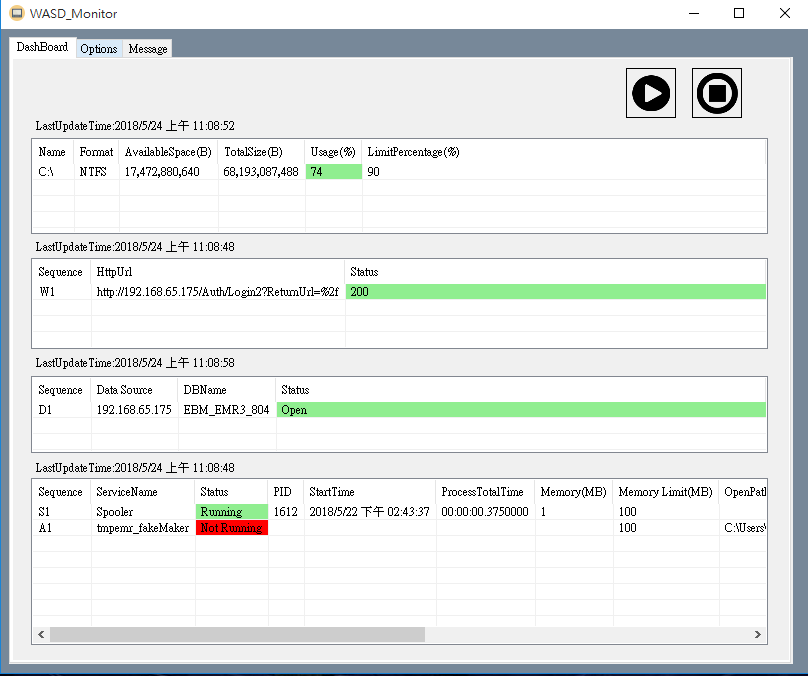 WASD_Monitor
DashBoard Options Message
LastUpdateTime:2018/5/24 上午 11:08:52
Name Format AvailableSpace(B) TotalSize(B) Usage(%) LimitPercentage(%)
C:\ NTFS 17,472,880,640 68,193,087,488 74 90
LastUpdateTime:2018/5/24 上午 11:08:48
Sequence HttpUrl Status
W1 http://192.168.65.175/Auth/Login2?ReturnUrl=%2f 200
LastUpdateTime:2018/5/24 上午 11:08:58
Sequence Data Source DBName Status
D1 192.168.65.175 EBM_EMR3_804 Open
LastUpdateTime:2018/5/24 上午 11:08:48
Sequence ServiceName Status PID StartTime ProcessTotalTime Memory(MB) Memory Limit(MB) OpenPath
S1 Spooler Running 1612 2018/5/22 下午 02:43:37 00:00:00.3750000 1 100
A1 tmpemr_fakeMaker Not Running 100 C:\Users\